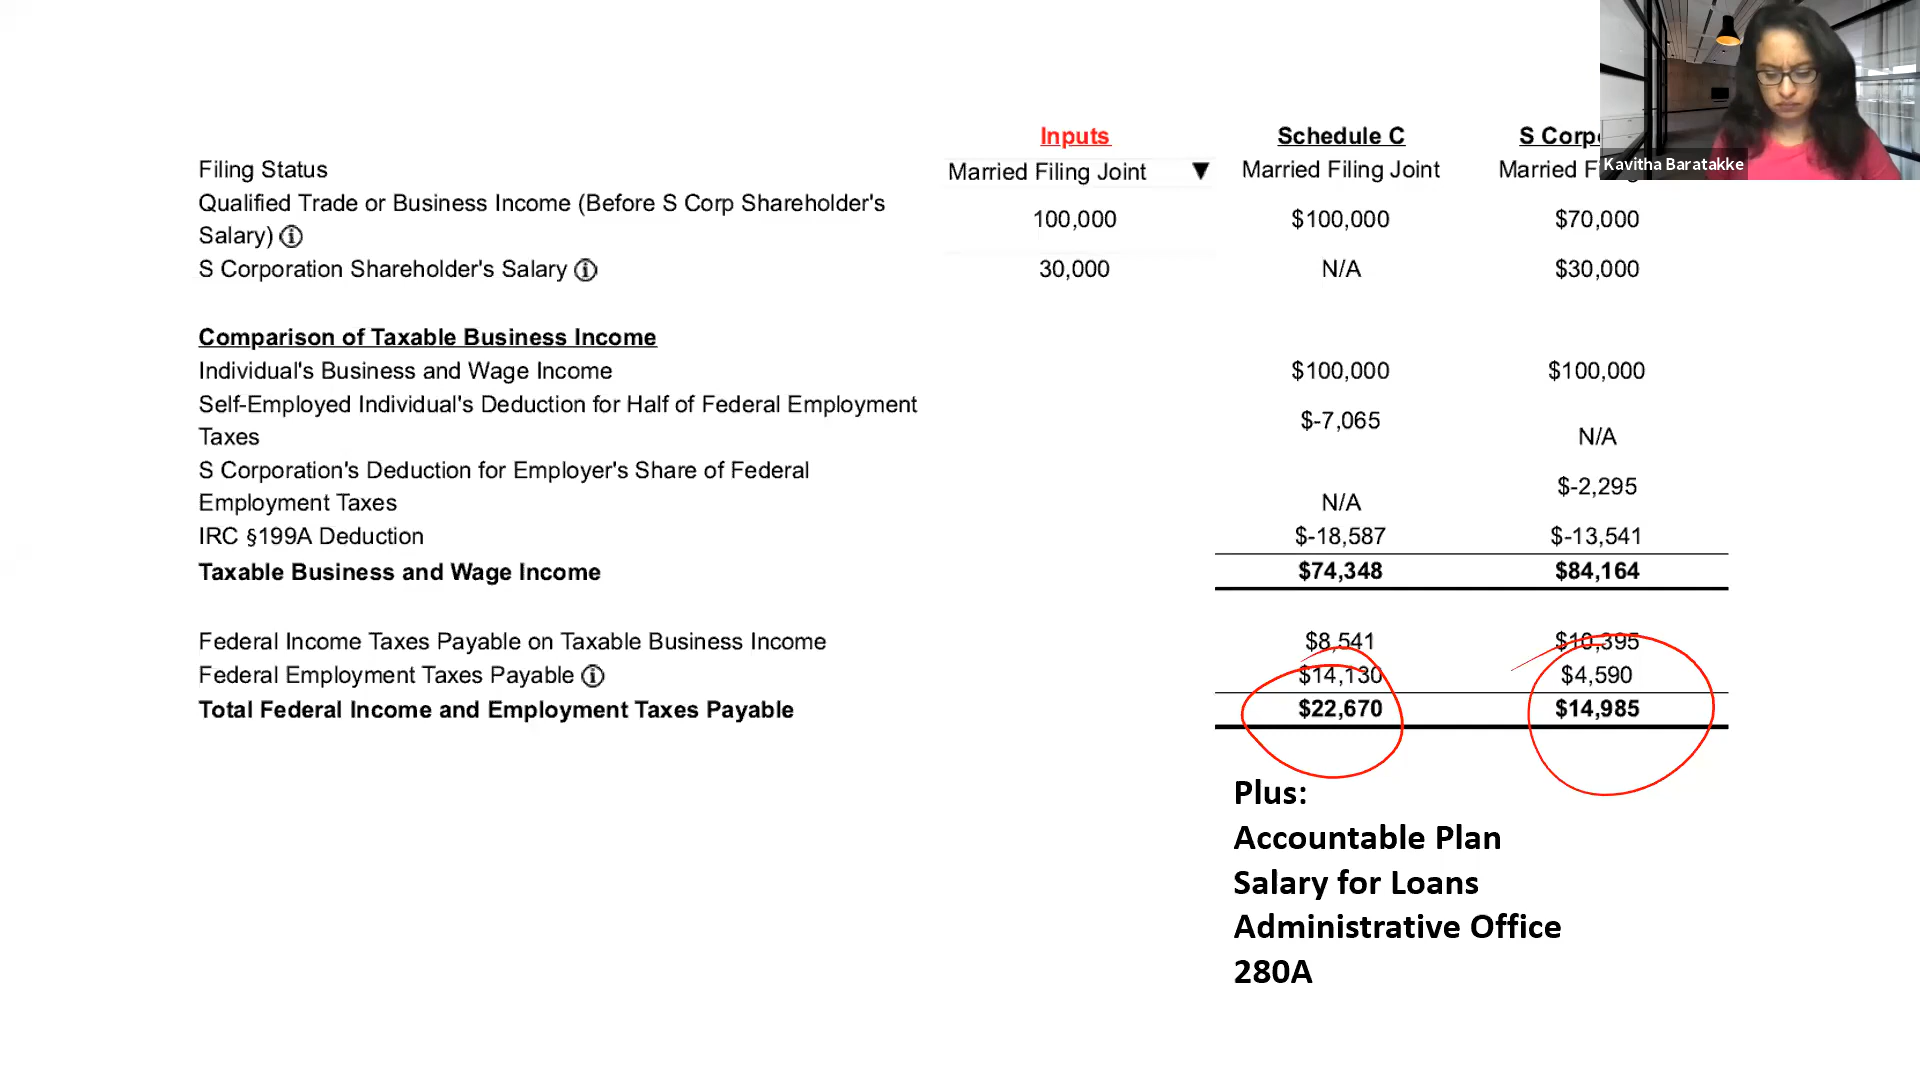 Inputs Schedule C S Corp
Filing Status Married Filing Joint ▼ Married Filing Joint Married F
Qualified Trade or Business Income (Before S Corp Shareholder's
Salary) ⓘ 100,000 $100,000 $70,000
S Corporation Shareholder's Salary ⓘ 30,000 N/A $30,000
Kavitha Baratakke
Comparison of Taxable Business Income
Individual's Business and Wage Income $100,000 $100,000
Self-Employed Individual's Deduction for Half of Federal Employment
Taxes $-7,065 N/A
S Corporation's Deduction for Employer's Share of Federal
Employment Taxes N/A $-2,295
IRC §199A Deduction $-18,587 $-13,541
Taxable Business and Wage Income $74,348 $84,164
Federal Income Taxes Payable on Taxable Business Income $8,541 $10,395
Federal Employment Taxes Payable ⓘ $14,130 $4,590
Total Federal Income and Employment Taxes Payable $22,670 $14,985
Plus:
Accountable Plan
Salary for Loans
Administrative Office
280A